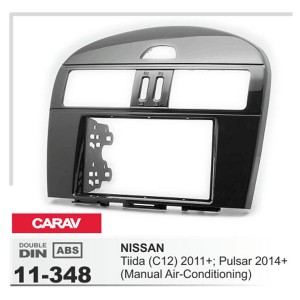 CARAV
DOUBLE
DIN ABS
11-348
NISSAN
Tiida (C12) 2011+; Pulsar 2014+
(Manual Air-Conditioning)